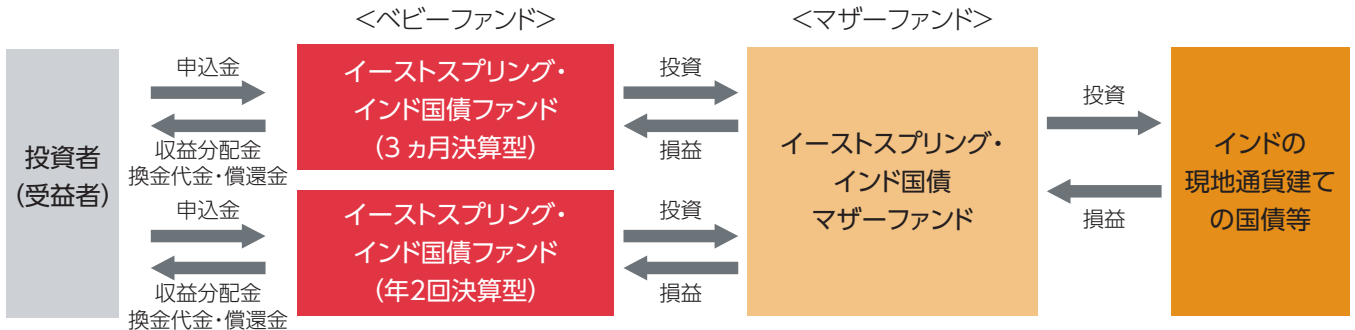 ＜ベビーファンド＞
＜マザーファンド＞
投資者
(受益者)
申込金
収益分配金
換金代金・償還金
申込金
収益分配金
換金代金・償還金
イーストスプリング・
インド国債ファンド
(3ヵ月決算型)
イーストスプリング・
インド国債ファンド
(年2回決算型)
投資
損益
投資
損益
イーストスプリング・
インド国債
マザーファンド
投資
損益
インドの
現地通貨建て
の国債等